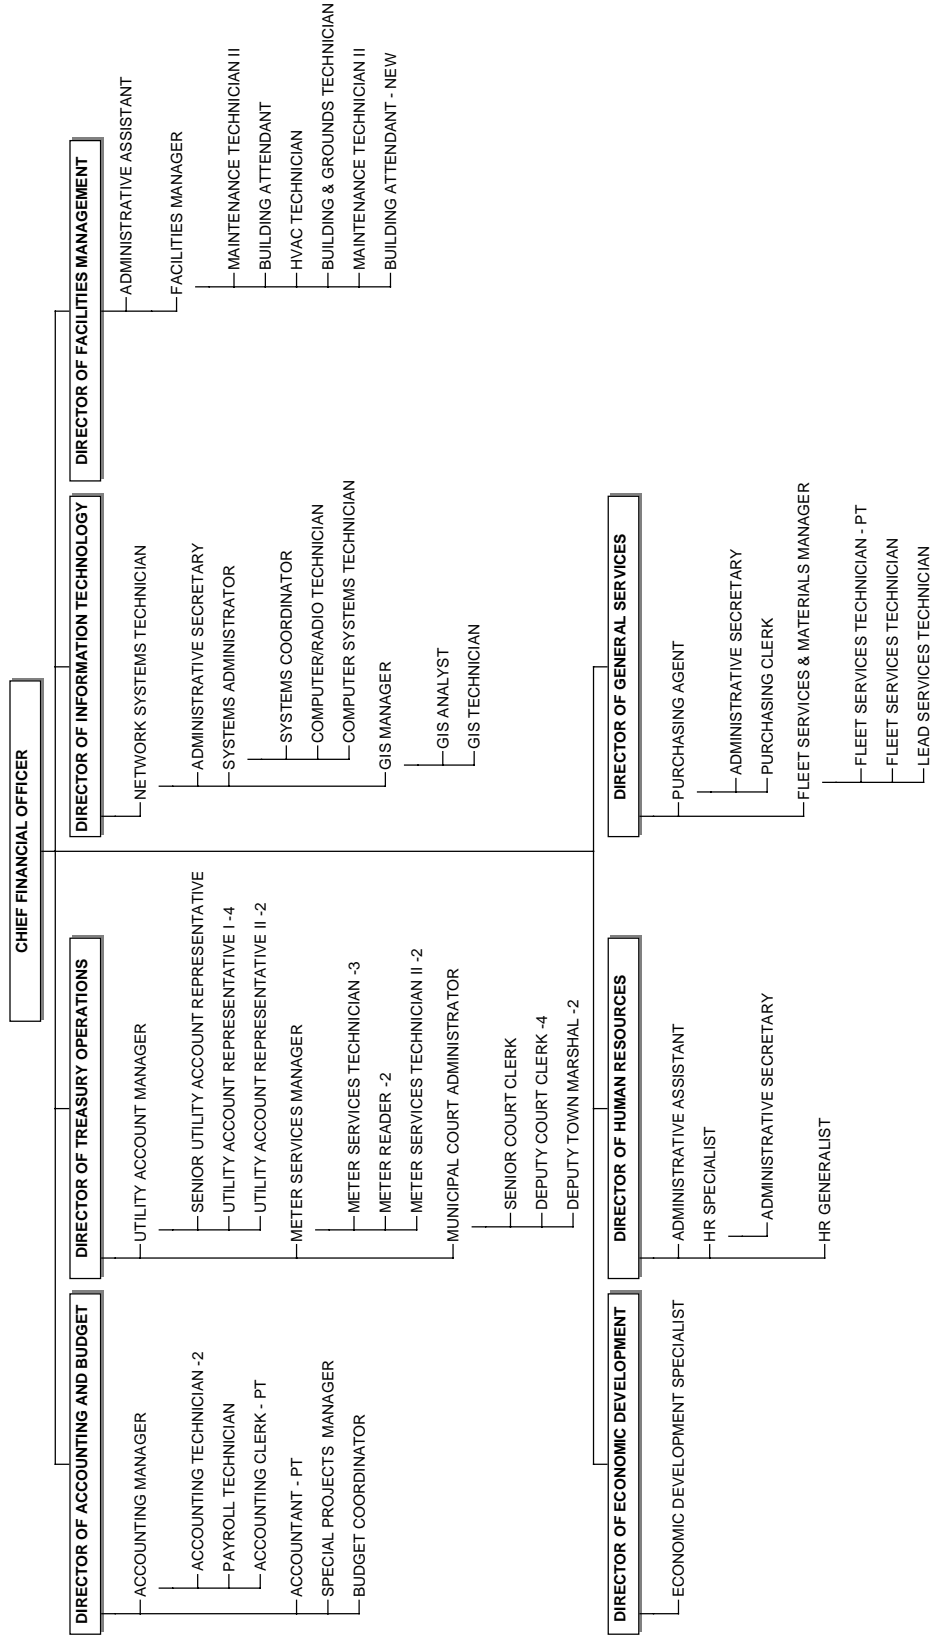 CHIEF FINANCIAL OFFICER
DIRECTOR OF ACCOUNTING AND BUDGET
ACCOUNTING MANAGER
ACCOUNTING TECHNICIAN -2
PAYROLL TECHNICIAN
ACCOUNTING CLERK - PT
ACCOUNTANT - PT
SPECIAL PROJECTS MANAGER
BUDGET COORDINATOR
DIRECTOR OF TREASURY OPERATIONS
UTILITY ACCOUNT MANAGER
SENIOR UTILITY ACCOUNT REPRESENTATIVE
UTILITY ACCOUNT REPRESENTATIVE I -4
UTILITY ACCOUNT REPRESENTATIVE II -2
METER SERVICES MANAGER
METER SERVICES TECHNICIAN -3
METER READER -2
METER SERVICES TECHNICIAN II -2
MUNICIPAL COURT ADMINISTRATOR
SENIOR COURT CLERK
DEPUTY COURT CLERK -4
DEPUTY TOWN MARSHAL -2
DIRECTOR OF INFORMATION TECHNOLOGY
NETWORK SYSTEMS TECHNICIAN
ADMINISTRATIVE SECRETARY
SYSTEMS ADMINISTRATOR
SYSTEMS COORDINATOR
COMPUTER/RADIO TECHNICIAN
COMPUTER SYSTEMS TECHNICIAN
GIS MANAGER
GIS ANALYST
GIS TECHNICIAN
DIRECTOR OF FACILITIES MANAGEMENT
ADMINISTRATIVE ASSISTANT
FACILITIES MANAGER
MAINTENANCE TECHNICIAN II
BUILDING ATTENDANT
HVAC TECHNICIAN
BUILDING & GROUNDS TECHNICIAN
MAINTENANCE TECHNICIAN II
BUILDING ATTENDANT - NEW
DIRECTOR OF ECONOMIC DEVELOPMENT
ECONOMIC DEVELOPMENT SPECIALIST
DIRECTOR OF HUMAN RESOURCES
ADMINISTRATIVE ASSISTANT
HR SPECIALIST
ADMINISTRATIVE SECRETARY
HR GENERALIST
DIRECTOR OF GENERAL SERVICES
PURCHASING AGENT
ADMINISTRATIVE SECRETARY
PURCHASING CLERK
FLEET SERVICES & MATERIALS MANAGER
FLEET SERVICES TECHNICIAN - PT
FLEET SERVICES TECHNICIAN
LEAD SERVICES TECHNICIAN